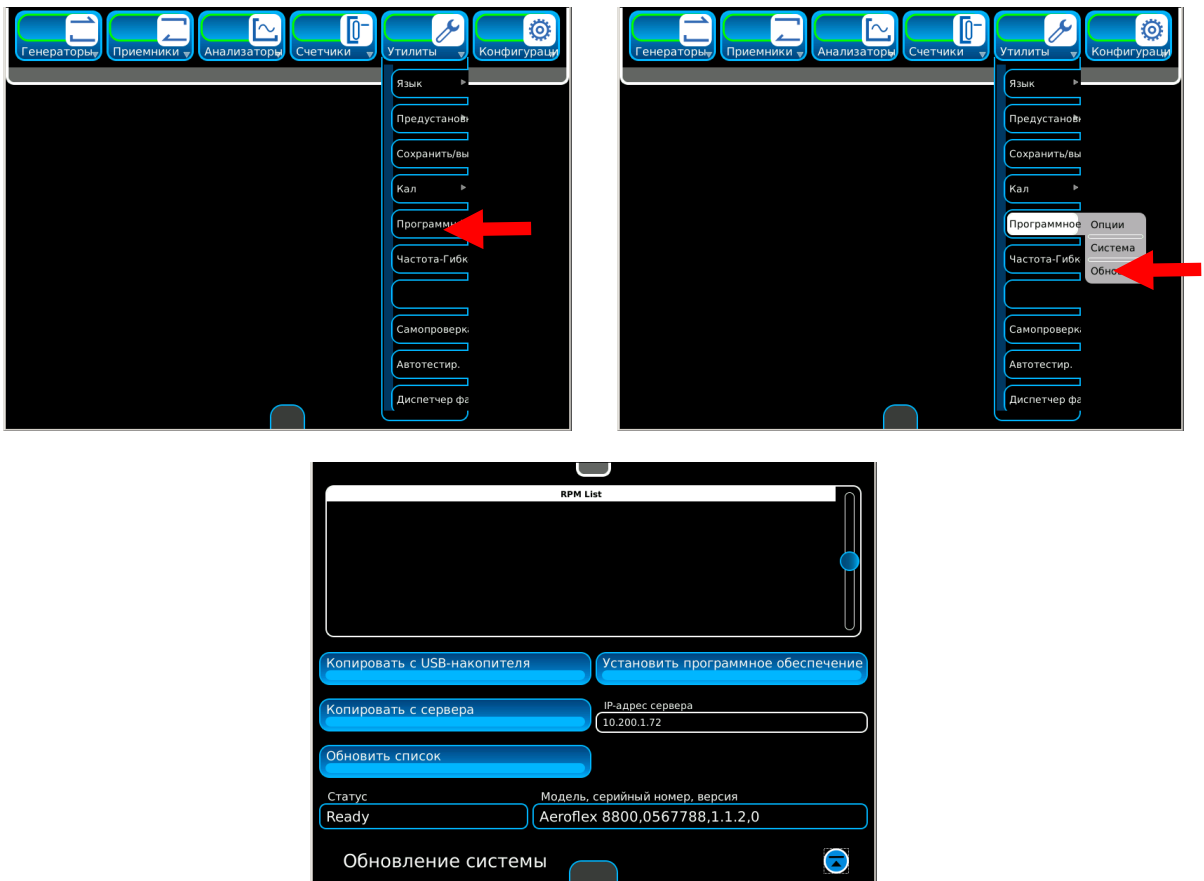 Генераторы
Приемники
Анализаторы
Счетчики
Утилиты
Конфигураци
Язык
Предустановк
Сохранить/вы
Кал
Программн
Частота-Гибк
Самопроверка
Автотестир.
Диспетчер фа
Генераторы
Приемники
Анализаторы
Счетчики
Утилиты
Конфигураци
Язык
Предустановк
Сохранить/вы
Кал
Программное
Опции
Система
Обно
Частота-Гибк
Самопроверка
Автотестир.
Диспетчер фа
RPM List
Копировать с USB-накопителя
Установить программное обеспечение
Копировать с сервера
IP-адрес сервера
10.200.1.72
Обновить список
Статус
Модель, серийный номер, версия
Ready
Aeroflex 8800,0567788,1.1.2,0
Обновление системы